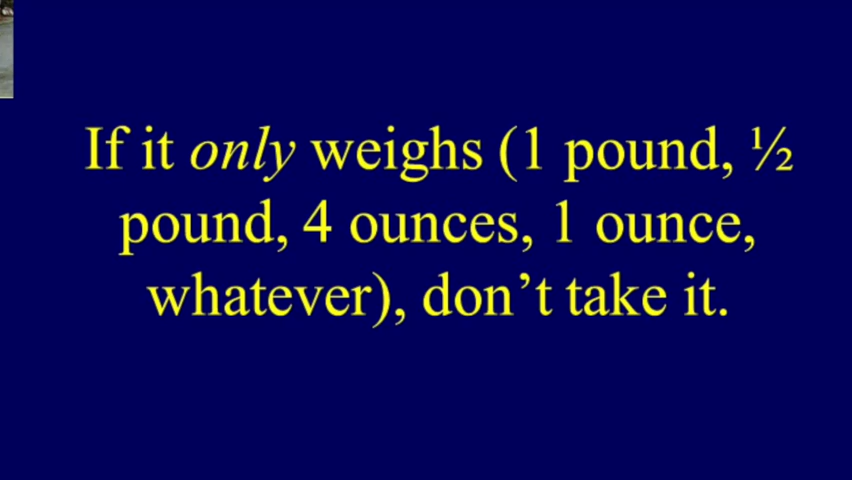 If it only weighs (1 pound, ½
pound, 4 ounces, 1 ounce,
whatever), don’t take it.